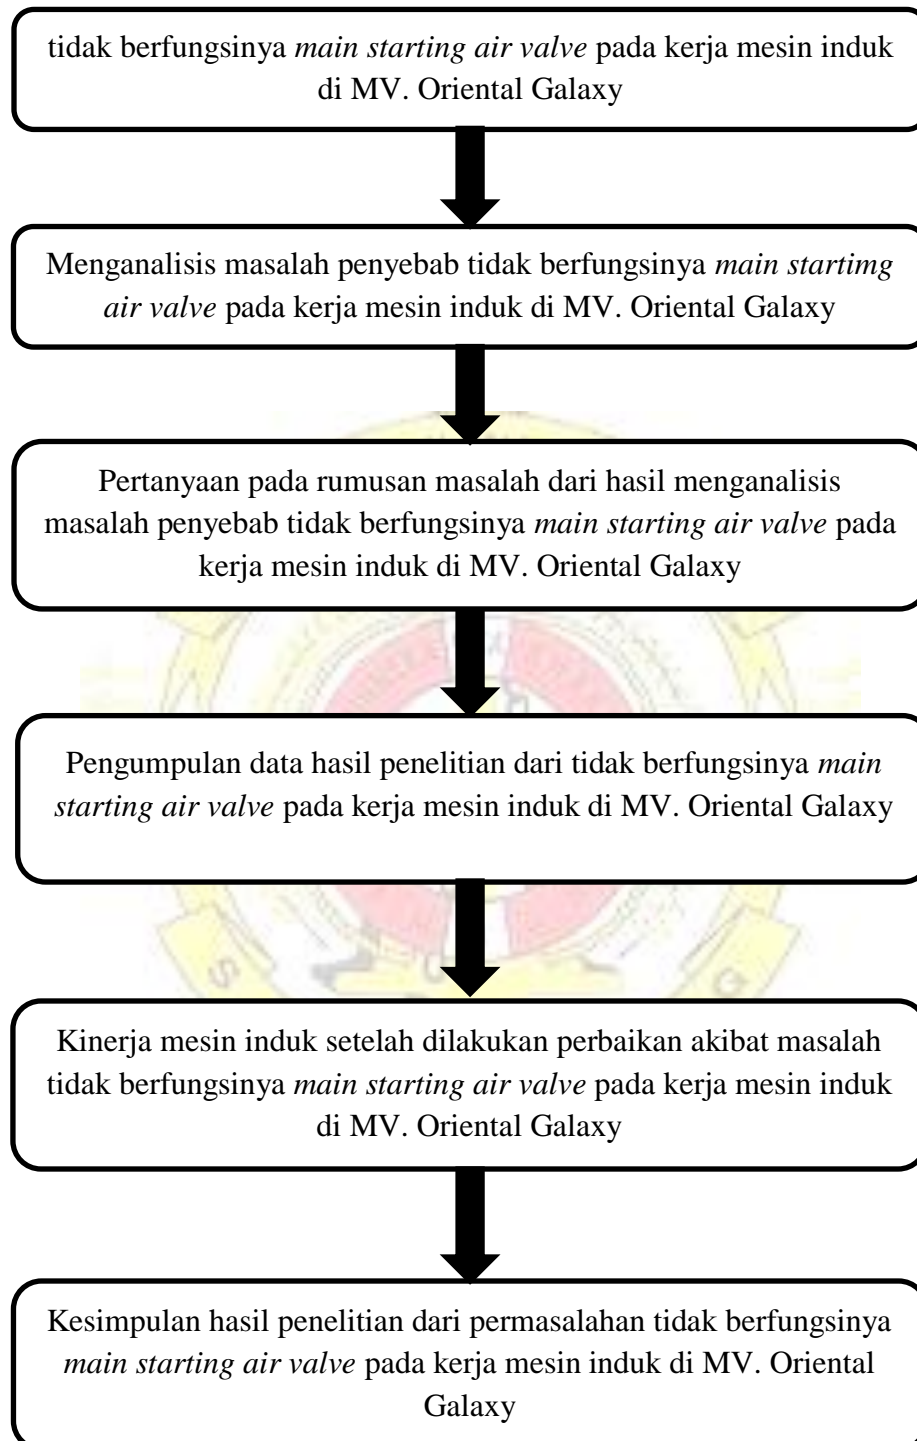 tidak berfungsinya main starting air valve pada kerja mesin induk
di MV. Oriental Galaxy
Menganalisis masalah penyebab tidak berfungsinya main startimg
air valve pada kerja mesin induk di MV. Oriental Galaxy
Pertanyaan pada rumusan masalah dari hasil menganalisis
masalah penyebab tidak berfungsinya main starting air valve pada
kerja mesin induk di MV. Oriental Galaxy
Pengumpulan data hasil penelitian dari tidak berfungsinya main
starting air valve pada kerja mesin induk di MV. Oriental Galaxy
Kinerja mesin induk setelah dilakukan perbaikan akibat masalah
tidak berfungsinya main starting air valve pada kerja mesin induk
di MV. Oriental Galaxy
Kesimpulan hasil penelitian dari permasalahan tidak berfungsinya
main starting air valve pada kerja mesin induk di MV. Oriental
Galaxy